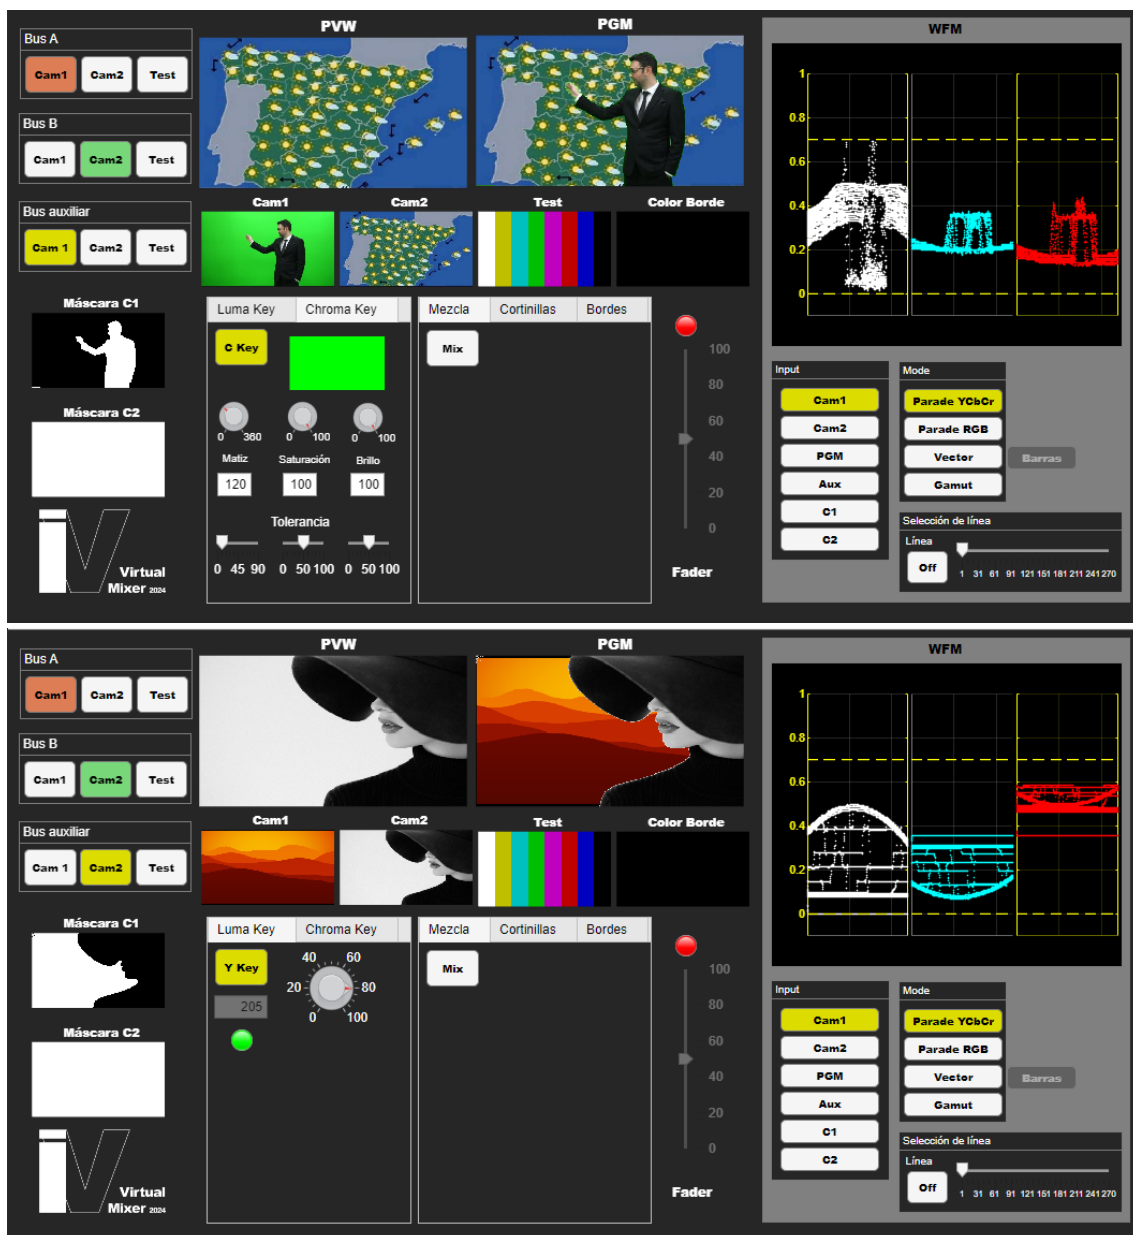 PVW
PGM
WFM
Bus A
Cam1 Cam2 Test
Bus B
Cam1 Cam2 Test
Bus auxiliar
Cam 1 Cam2 Test
Cam1
Cam2
Test
Color Borde
Máscara C1
Máscara C2
Virtual
Mixer 2024
Luma Key
Chroma Key
C Key
0 360
0 100
0 100
Matiz
Saturación
Brillo
120
100
100
Tolerancia
0 45 90
0 50 100
0 50 100
Mezcla
Cortinillas
Bordes
Mix
100
80
60
40
20
0
Fader
1
0.8
0.6
0.4
0.2
0
Input
Cam1
Cam2
PGM
Aux
C1
C2
Mode
Parade YCbCr
Parade RGB
Vector
Gamut
Barras
Selección de línea
Línea
Off
1 31 61 91 121 151 181 211 241 270
PVW
PGM
WFM
Bus A
Cam1 Cam2 Test
Bus B
Cam1 Cam2 Test
Bus auxiliar
Cam 1 Cam2 Test
Cam1
Cam2
Test
Color Borde
Máscara C1
Máscara C2
Virtual
Mixer 2024
Luma Key
Chroma Key
Y Key
205
0 20 40 60 80 100
Mezcla
Cortinillas
Bordes
Mix
100
80
60
40
20
0
Fader
1
0.8
0.6
0.4
0.2
0
Input
Cam1
Cam2
PGM
Aux
C1
C2
Mode
Parade YCbCr
Parade RGB
Vector
Gamut
Barras
Selección de línea
Línea
Off
1 31 61 91 121 151 181 211 241 270